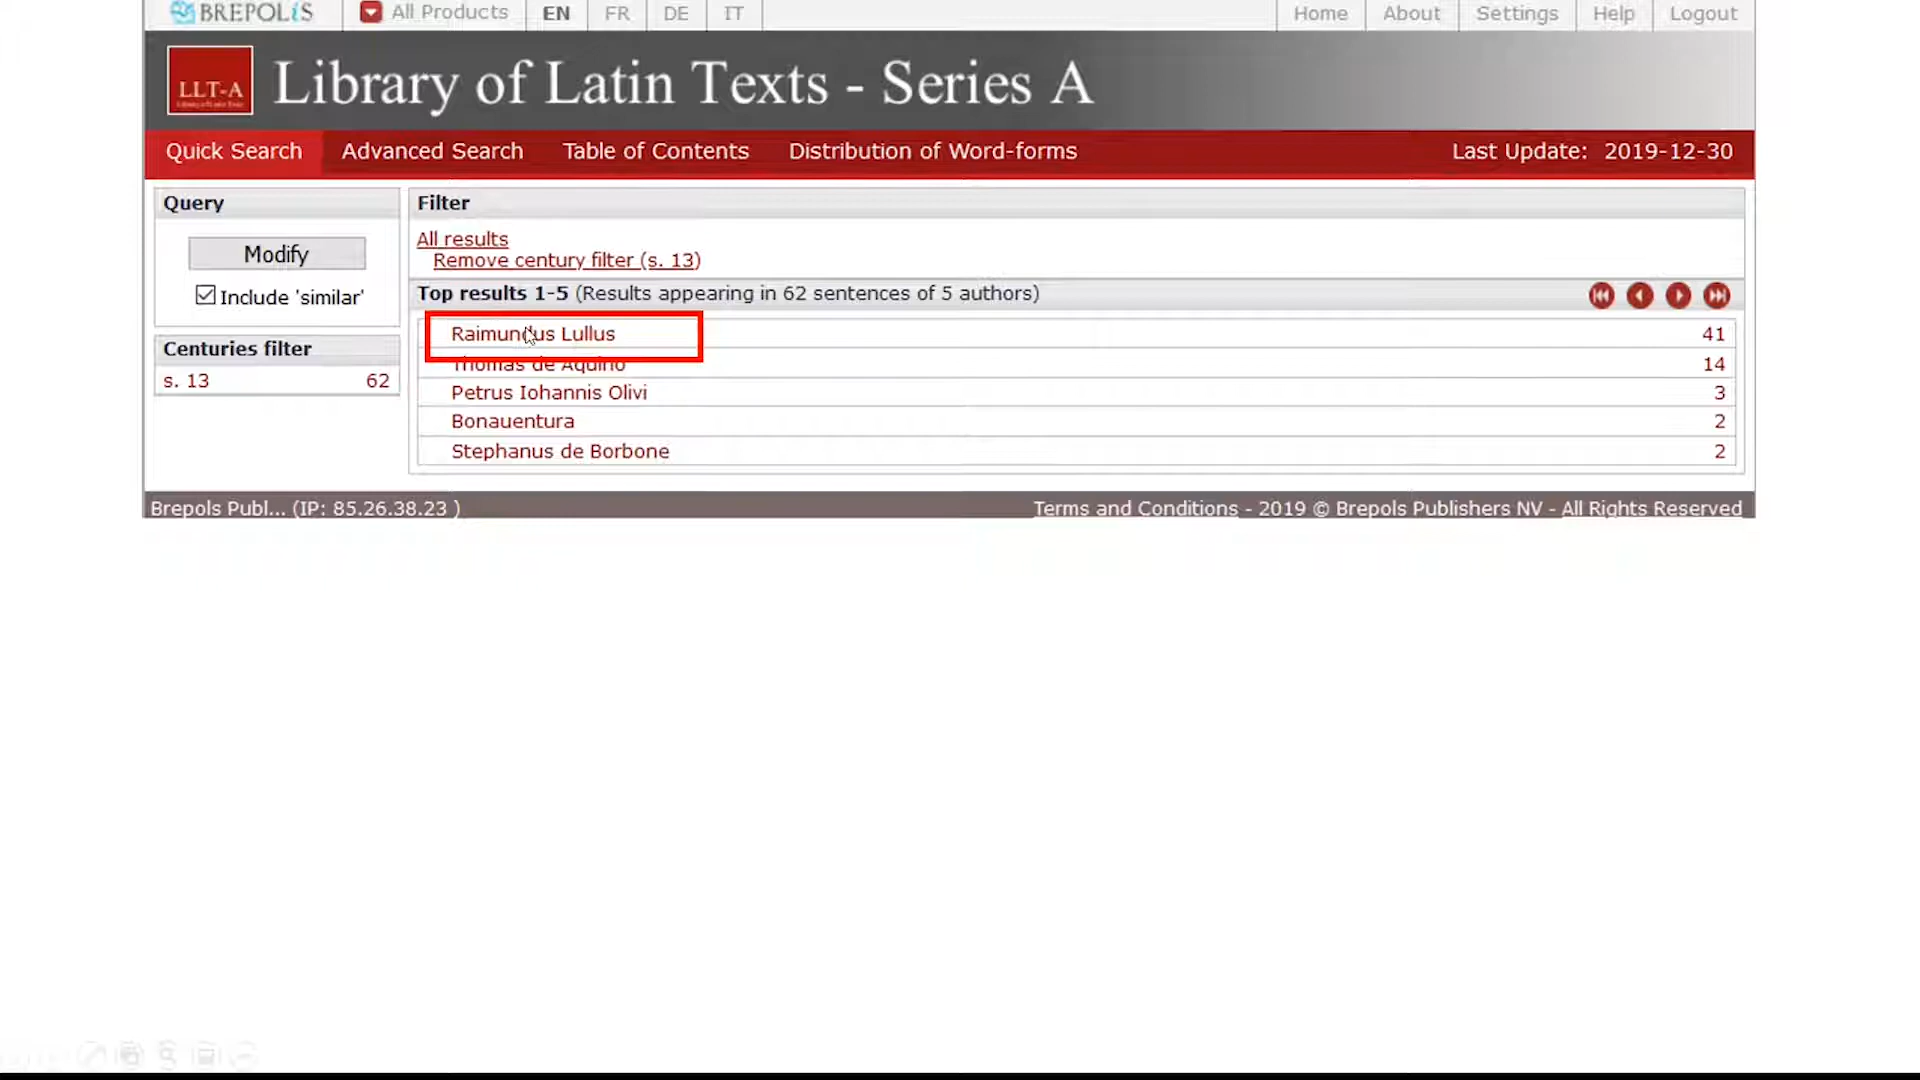 BREPOLiS All Products EN FR DE IT Home About Settings Help Logout
LLT-A Library of Latin Texts - Series A
Quick Search Advanced Search Table of Contents Distribution of Word-forms Last Update: 2019-12-30
Query
Modify
Include 'similar'
Centuries filter
s. 13 62
Filter
All results
Remove century filter (s. 13)
Top results 1-5 (Results appearing in 62 sentences of 5 authors)
Raimundus Lullus 41
Thomas de Aquino 14
Petrus Iohannis Olivi 3
Bonauentura 2
Stephanus de Borbone 2
Brepols Publ... (IP: 85.26.38.23 ) Terms and Conditions - 2019 © Brepols Publishers NV - All Rights Reserved